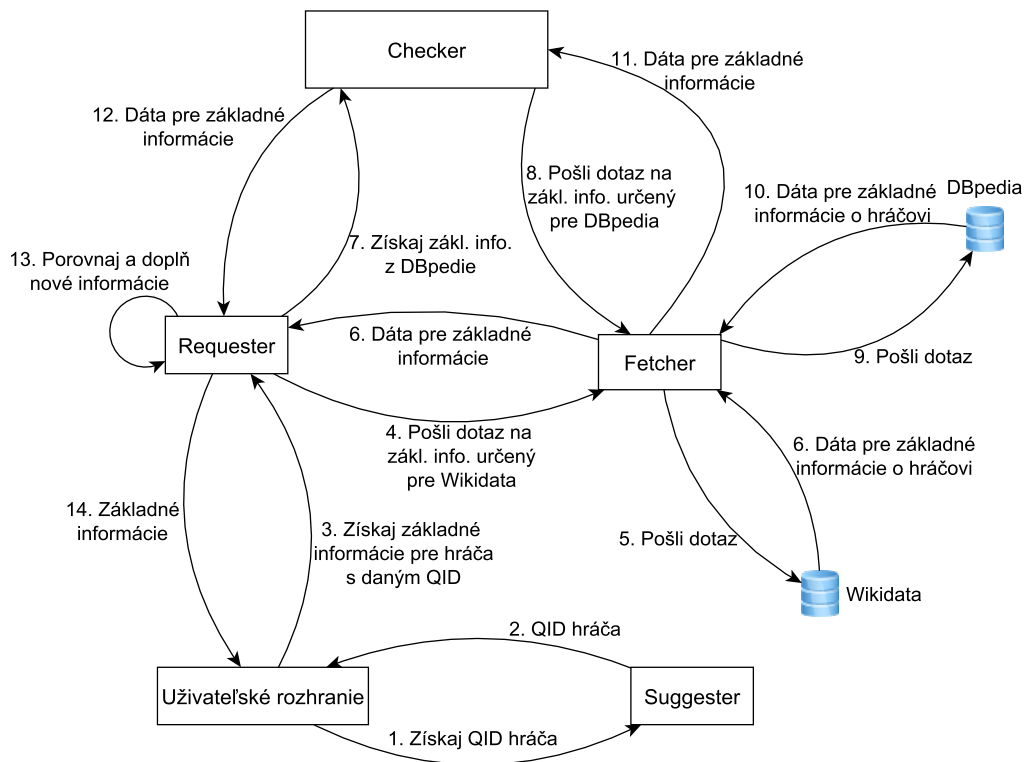 Checker
11. Dáta pre základné
informácie
12. Dáta pre základné
informácie
8. Pošli dotaz na
zákl. info. určený
pre DBpedia
10. Dáta pre základné
informácie o hráčovi
DBpedia
7. Získaj zákl. info.
z DBpedie
13. Porovnaj a doplň
nové informácie
Requester
6. Dáta pre základné
informácie
Fetcher
9. Pošli dotaz
4. Pošli dotaz na
zákl. info. určený
pre Wikidata
6. Dáta pre základné
informácie o hráčovi
14. Základné
informácie
3. Získaj základné
informácie pre hráča
s daným QID
5. Pošli dotaz
Wikidata
2. QID hráča
Uživateľské rozhranie
Suggester
1. Získaj QID hráča